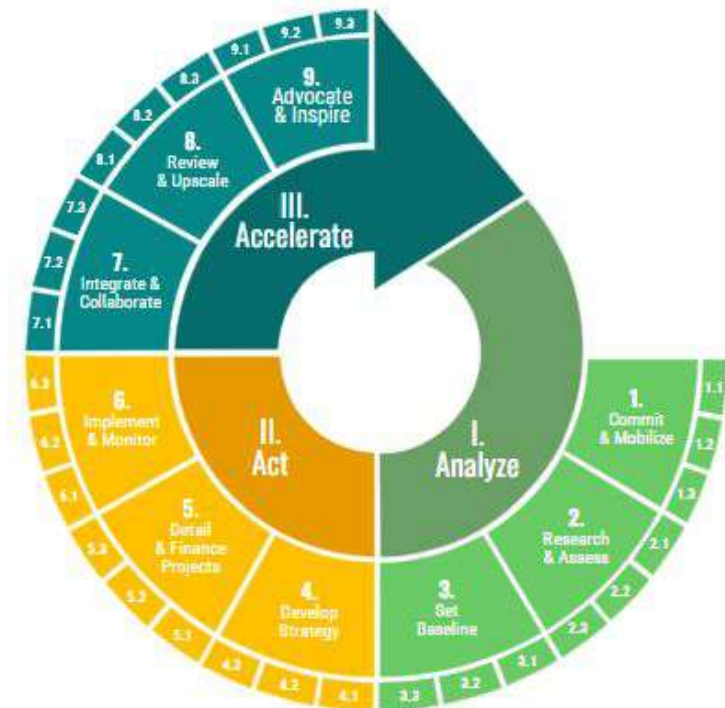 I.
Analyze
1.
Commit
& Mobilize
1.1
1.2
1.3
2.
Research
& Assess
2.1
2.2
2.3
3.
Set
Baseline
3.1
3.2
3.3
II.
Act
4.
Develop
Strategy
4.1
4.2
4.3
5.
Detail
& Finance
Projects
5.1
5.2
5.3
6.
Implement
& Monitor
6.1
6.2
6.3
III.
Accelerate
7.
Integrate &
Collaborate
7.1
7.2
7.3
8.
Review
& Upscale
8.1
8.2
8.3
9.
Advocate
& Inspire
9.1
9.2
9.3